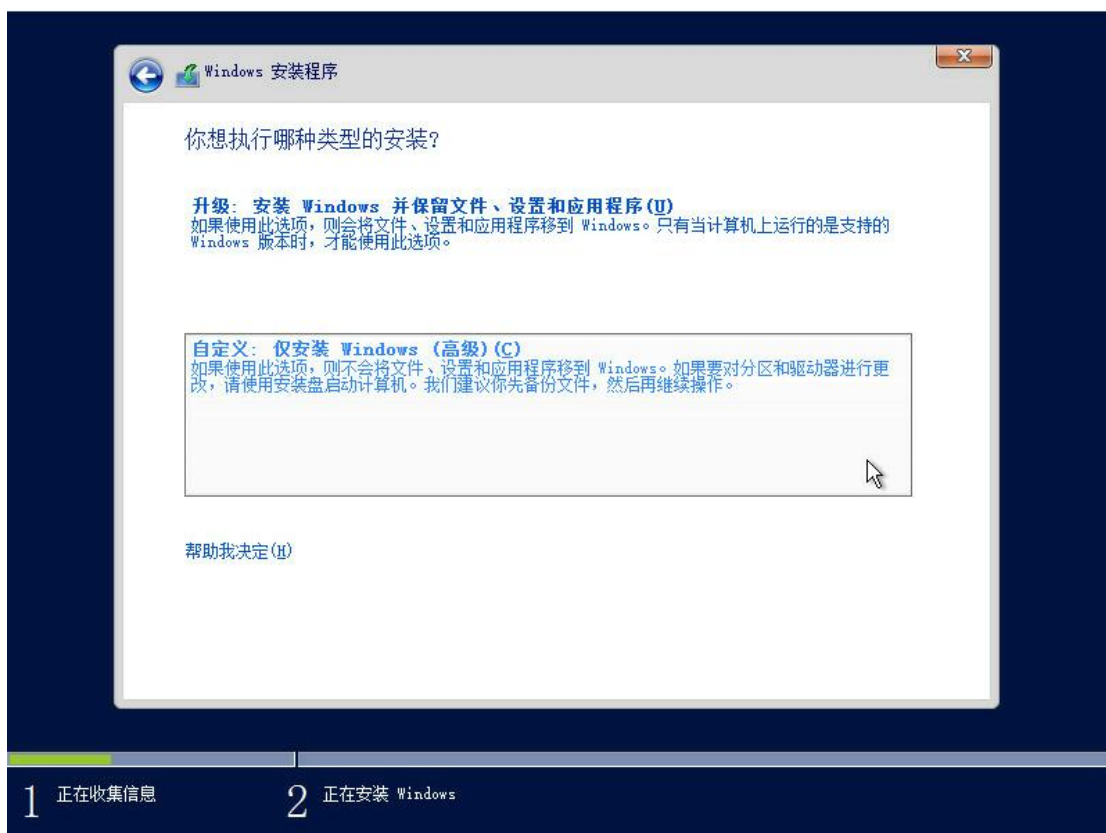 Windows 安装程序
你想执行哪种类型的安装?
升级: 安装 Windows 并保留文件、设置和应用程序(U)
如果使用此选项，则会将文件、设置和应用程序移到 Windows。只有当计算机上运行的是支持的
Windows 版本时，才能使用此选项。
自定义: 仅安装 Windows (高级)(C)
如果使用此选项，则不会将文件、设置和应用程序移到 Windows。如果要对分区和驱动器进行更
改，请使用安装盘启动计算机。我们建议你先备份文件，然后再继续操作。
帮助我决定(H)
1 正在收集信息
2 正在安装 Windows